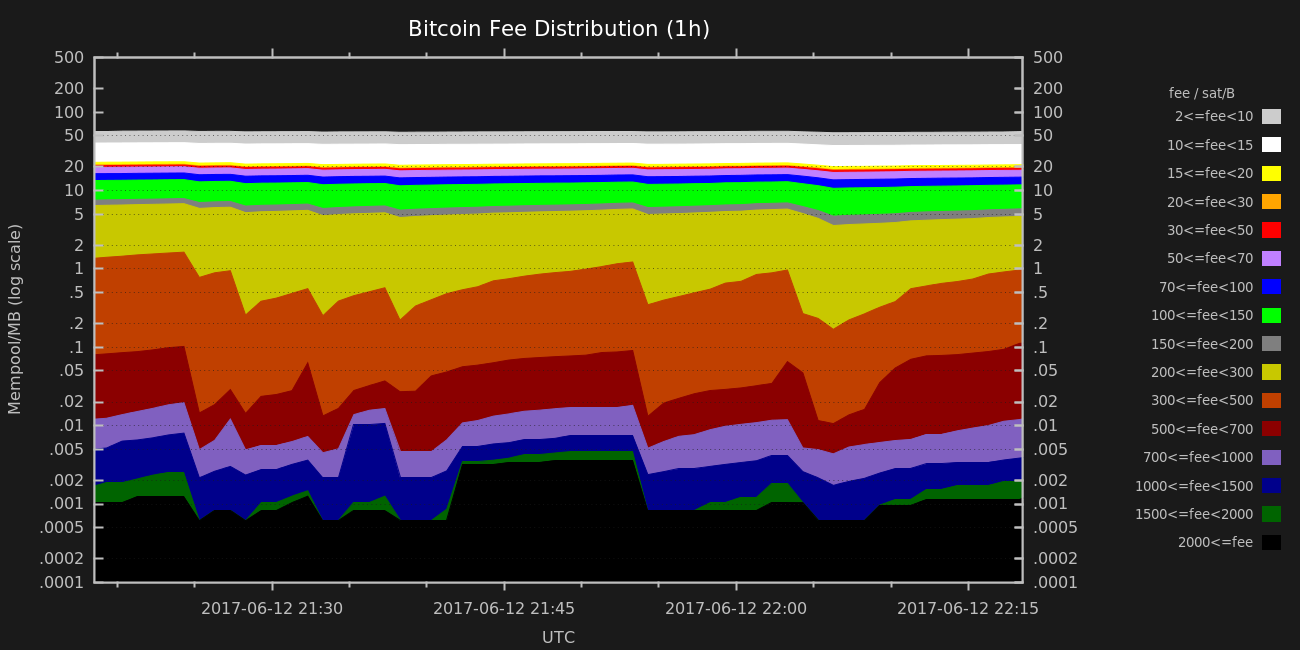 Bitcoin Fee Distribution (1h)
500
200
100
50
20
10
5
2
1
.5
.2
.1
.05
.02
.01
.005
.002
.001
.0005
.0002
.0001
Mempool/MB (log scale)
500
200
100
50
20
10
5
2
1
.5
.2
.1
.05
.02
.01
.005
.002
.001
.0005
.0002
.0001
fee / sat/B
2<=fee<10
10<=fee<15
15<=fee<20
20<=fee<30
30<=fee<50
50<=fee<70
70<=fee<100
100<=fee<150
150<=fee<200
200<=fee<300
300<=fee<500
500<=fee<700
700<=fee<1000
1000<=fee<1500
1500<=fee<2000
2000<=fee
2017-06-12 21:30 2017-06-12 21:45 2017-06-12 22:00 2017-06-12 22:15
UTC